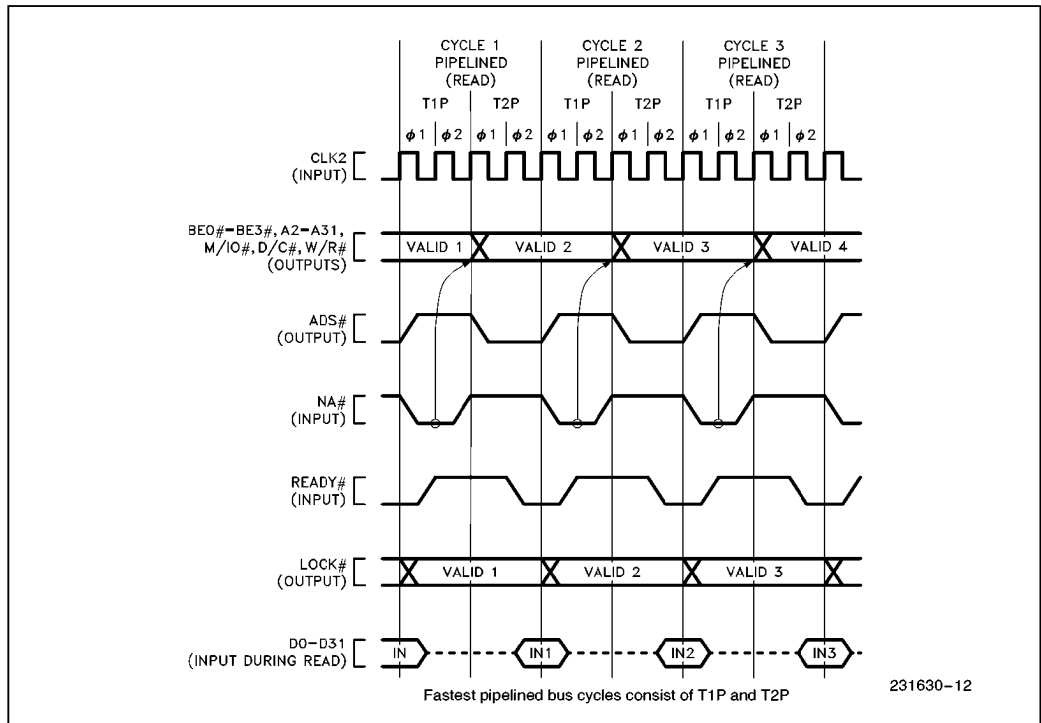 CYCLE 1 CYCLE 2 CYCLE 3
PIPELINED PIPELINED PIPELINED
(READ) (READ) (READ)
T1P T2P T1P T2P T1P T2P
ϕ1 ϕ2 ϕ1 ϕ2 ϕ1 ϕ2 ϕ1 ϕ2 ϕ1 ϕ2 ϕ1 ϕ2
CLK2
(INPUT)
BE0#-BE3#, A2-A31,
M/IO#, D/C#, W/R#
(OUTPUTS)
VALID 1 VALID 2 VALID 3 VALID 4
ADS#
(OUTPUT)
NA#
(INPUT)
READY#
(INPUT)
LOCK#
(OUTPUT)
VALID 1 VALID 2 VALID 3
D0-D31
(INPUT DURING READ)
IN IN1 IN2 IN3
Fastest pipelined bus cycles consist of T1P and T2P
231630-12